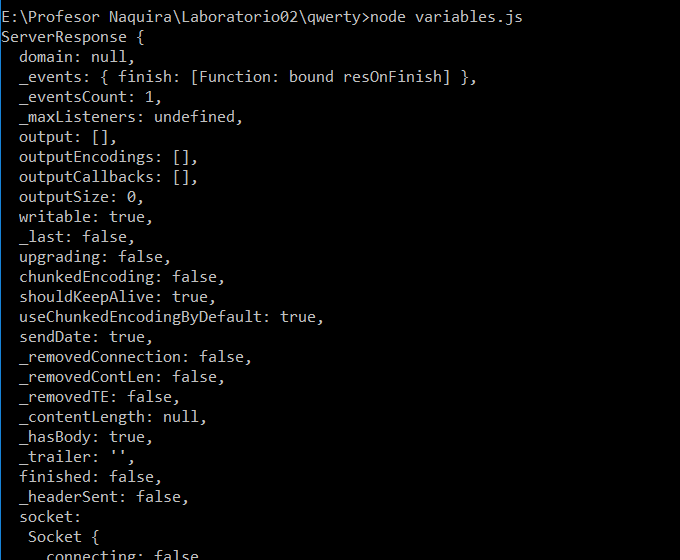 E:\Profesor Naquira\Laboratorio02\qwerty>node variables.js
ServerResponse {
  domain: null,
  _events: { finish: [Function: bound resOnFinish] },
  _eventsCount: 1,
  _maxListeners: undefined,
  output: [],
  outputEncodings: [],
  outputCallbacks: [],
  outputSize: 0,
  writable: true,
  _last: false,
  upgrading: false,
  chunkedEncoding: false,
  shouldKeepAlive: true,
  useChunkedEncodingByDefault: true,
  sendDate: true,
  _removedConnection: false,
  _removedContLen: false,
  _removedTE: false,
  _contentLength: null,
  _hasBody: true,
  _trailer: '',
  finished: false,
  _headerSent: false,
  socket:
   Socket {
     connecting: false